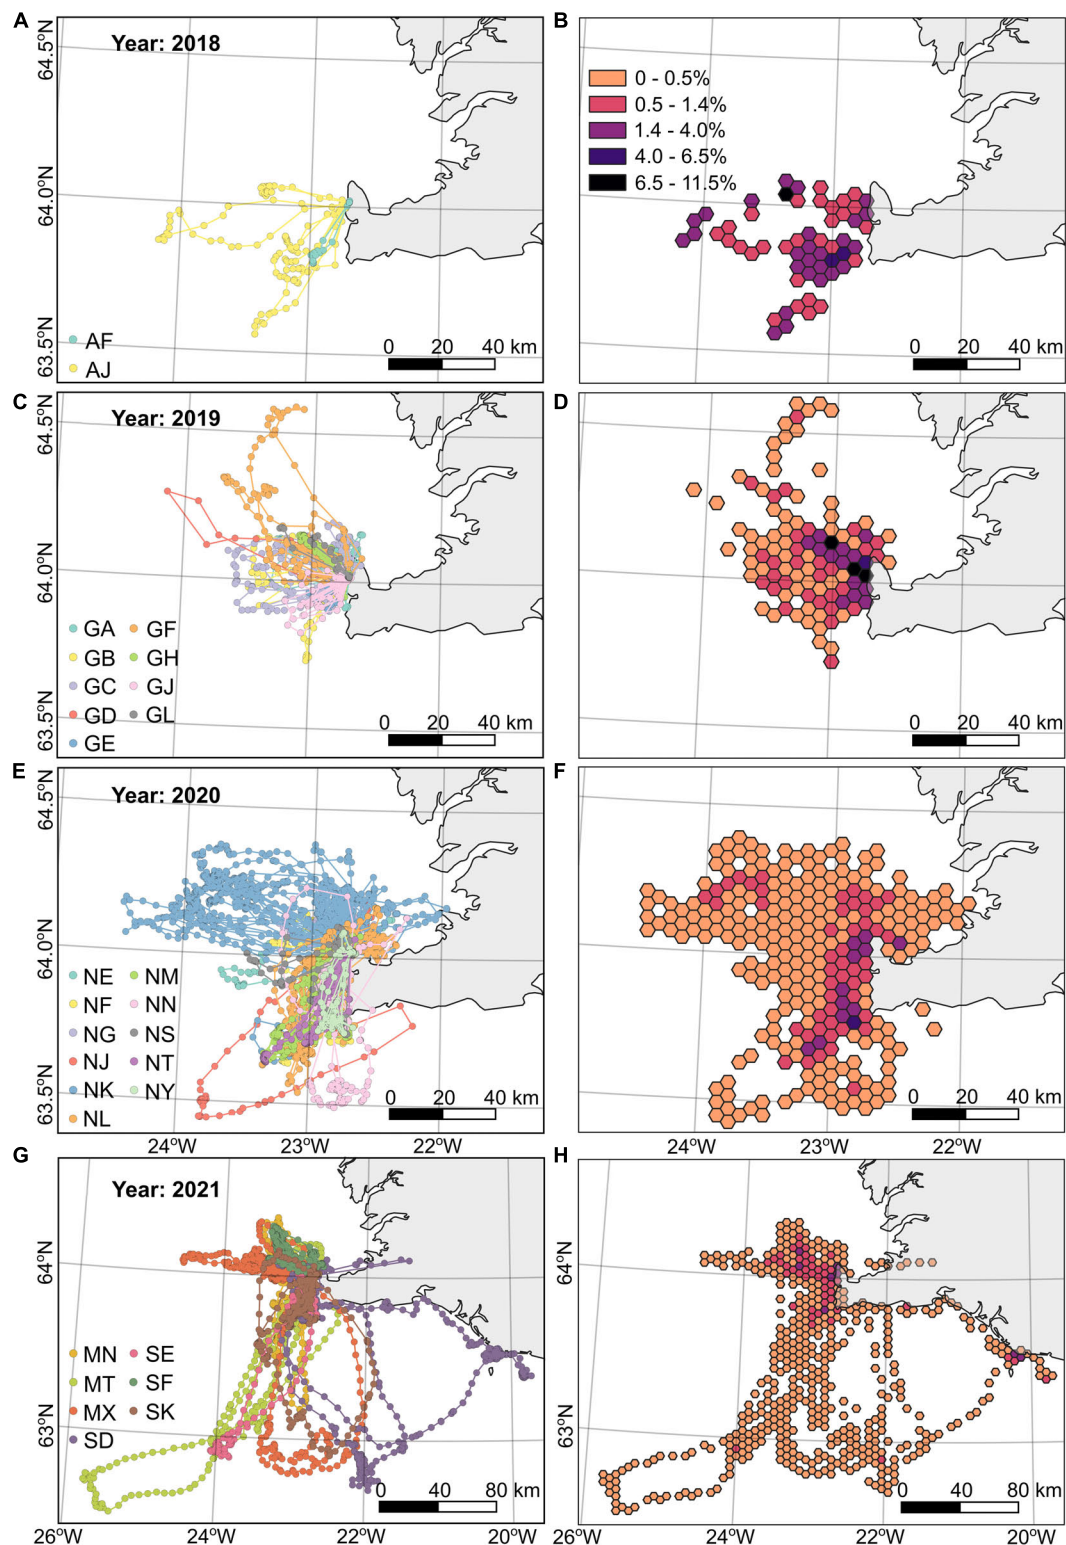 A
Year: 2018
64.5°N
64.0°N
63.5°N
AF
AJ
0 20 40 km
B
0 - 0.5%
0.5 - 1.4%
1.4 - 4.0%
4.0 - 6.5%
6.5 - 11.5%
0 20 40 km
C
Year: 2019
64.5°N
64.0°N
63.5°N
GA GF
GB GH
GC GJ
GD GL
GE
0 20 40 km
D
0 20 40 km
E
Year: 2020
64.5°N
64.0°N
63.5°N
NE NM
NF NN
NG NS
NJ NT
NK NY
NL
0 20 40 km
24°W 23°W 22°W
F
0 20 40 km
24°W 23°W 22°W
G
Year: 2021
64°N
63°N
MN SE
MT SF
MX SK
SD
0 40 80 km
26°W 24°W 22°W 20°W
H
0 40 80 km
26°W 24°W 22°W 20°W